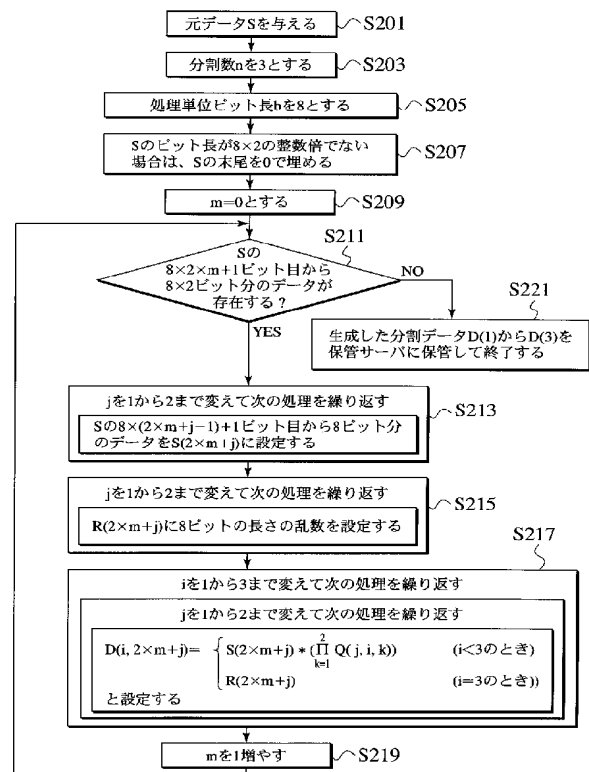 元データSを与える
S201
分割数nを3とする
S203
処理単位ビット長bを8とする
S205
Sのビット長が8×2の整数倍でない
場合は、Sの末尾を0で埋める
S207
m=0とする
S209
S211
Sの
8×2×m+1ビット目から
8×2ビット分のデータが
存在する？
NO
YES
S221
生成した分割データD(1)からD(3)を
保管サーバに保管して終了する
jを1から2まで変えて次の処理を繰り返す
Sの8×(2×m+j−1)+1ビット目から8ビット分
のデータをS(2×m+j)に設定する
S213
jを1から2まで変えて次の処理を繰り返す
R(2×m+j)に8ビットの長さの乱数を設定する
S215
S217
iを1から3まで変えて次の処理を繰り返す
jを1から2まで変えて次の処理を繰り返す
D(i, 2×m+j)= { S(2×m+j)*(∏_{k=1}^{2} Q(j, i, k)) (i<3のとき)
R(2×m+j) (i=3のとき))
と設定する
mを1増やす
S219